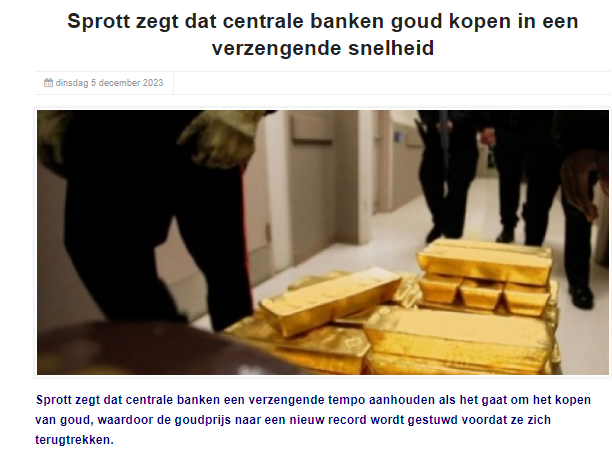 Sprott zegt dat centrale banken goud kopen in een
verzengende snelheid
dinsdag 5 december 2023
Sprott zegt dat centrale banken een verzengende tempo aanhouden als het gaat om het kopen
van goud, waardoor de goudprijs naar een nieuw record wordt gestuwd voordat ze zich
terugtrekken.